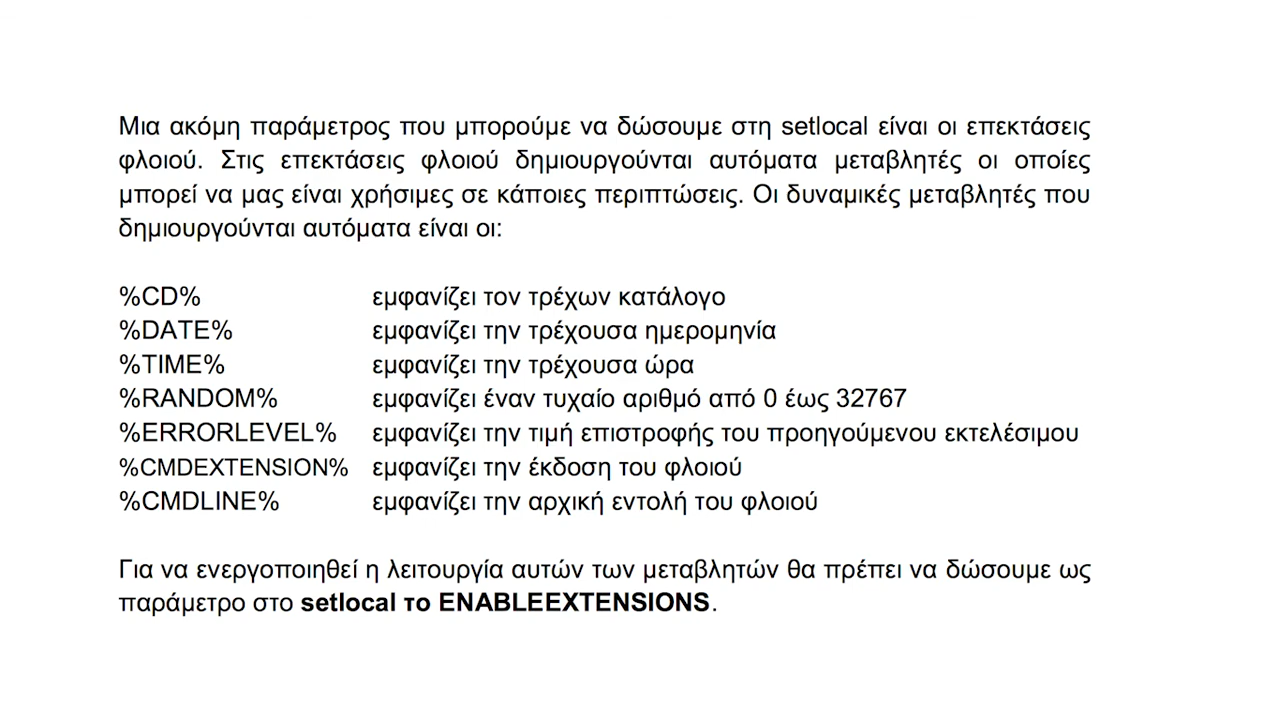 Μια ακόμη παράμετρος που μπορούμε να δώσουμε στη setlocal είναι οι επεκτάσεις
φλοιού. Στις επεκτάσεις φλοιού δημιουργούνται αυτόματα μεταβλητές οι οποίες
μπορεί να μας είναι χρήσιμες σε κάποιες περιπτώσεις. Οι δυναμικές μεταβλητές που
δημιουργούνται αυτόματα είναι οι:
%CD% εμφανίζει τον τρέχων κατάλογο
%DATE% εμφανίζει την τρέχουσα ημερομηνία
%TIME% εμφανίζει την τρέχουσα ώρα
%RANDOM% εμφανίζει έναν τυχαίο αριθμό από 0 έως 32767
%ERRORLEVEL% εμφανίζει την τιμή επιστροφής του προηγούμενου εκτελέσιμου
%CMDEXTENSION% εμφανίζει την έκδοση του φλοιού
%CMDLINE% εμφανίζει την αρχική εντολή του φλοιού
Για να ενεργοποιηθεί η λειτουργία αυτών των μεταβλητών θα πρέπει να δώσουμε ως
παράμετρο στο setlocal το ENABLEEXTENSIONS.